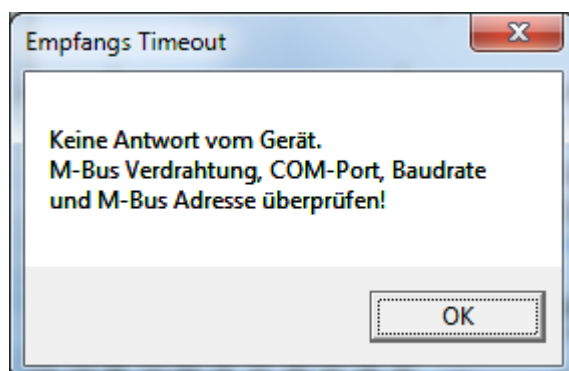 Empfangs Timeout
Keine Antwort vom Gerät.
M-Bus Verdrahtung, COM-Port, Baudrate
und M-Bus Adresse überprüfen!
OK